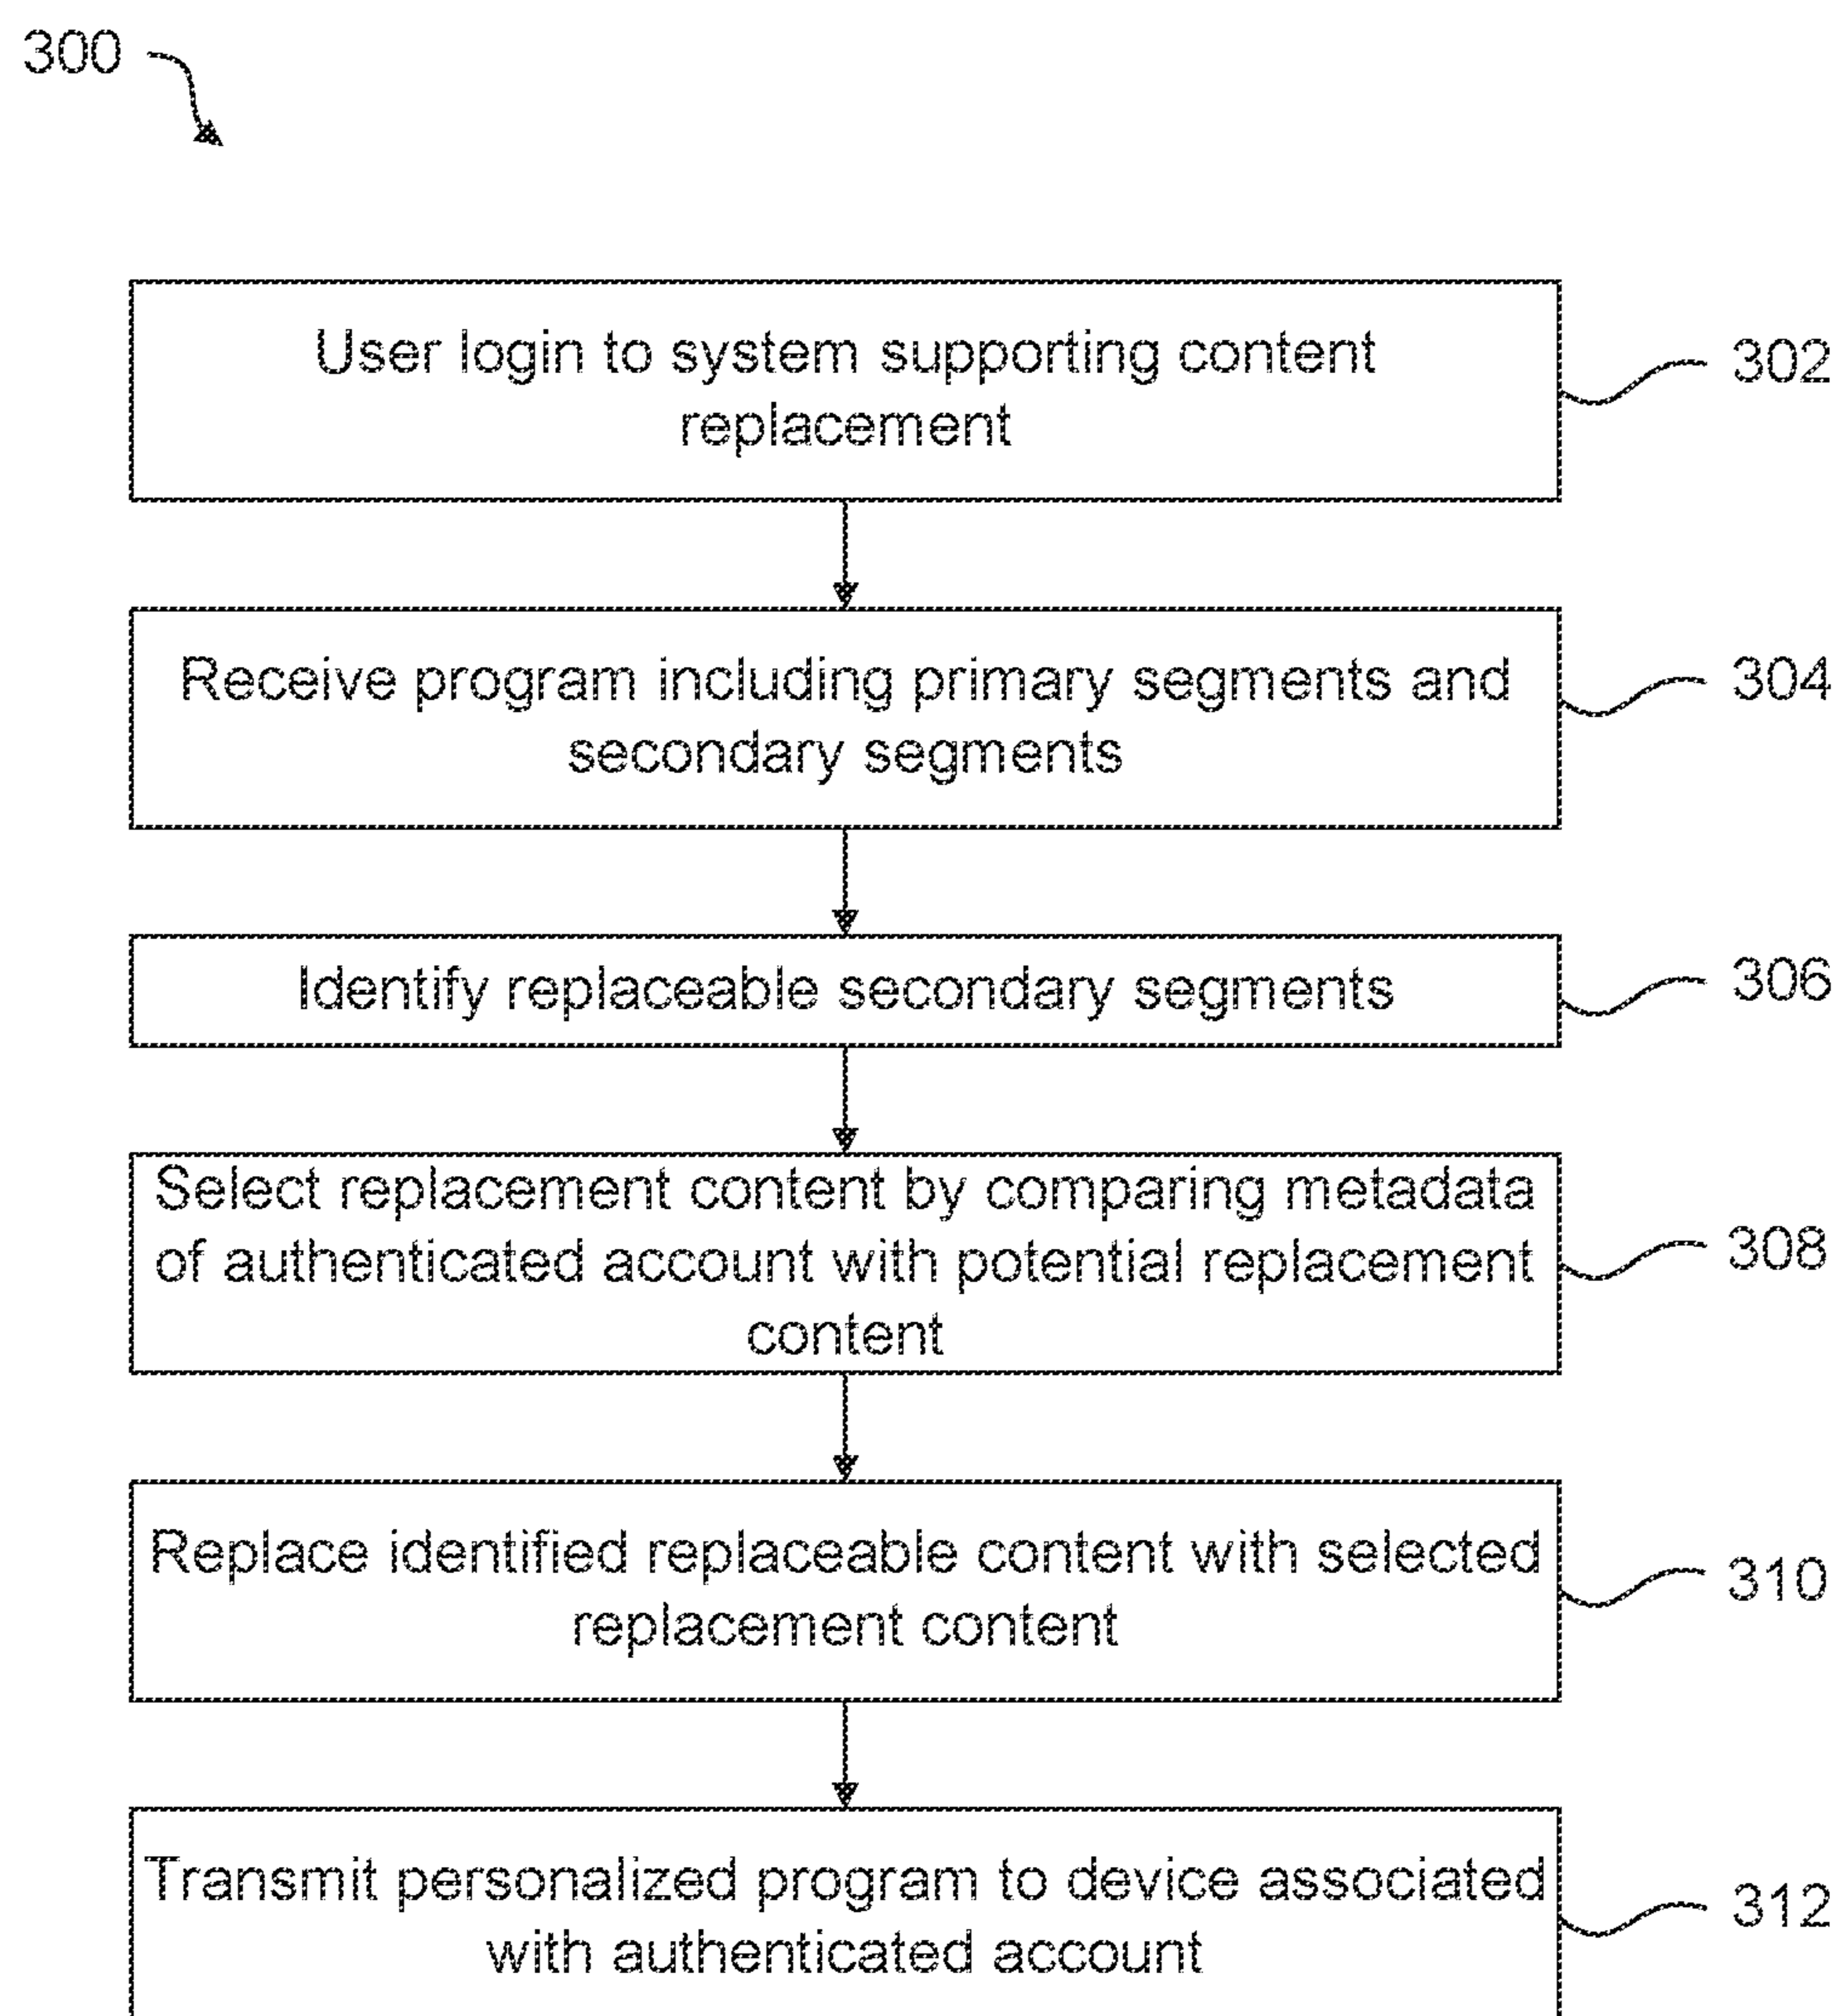 300
User login to system supporting content
replacement
302
Receive program including primary segments and
secondary segments
304
Identify replaceable secondary segments
306
Select replacement content by comparing metadata
of authenticated account with potential replacement
content
308
Replace identified replaceable content with selected
replacement content
310
Transmit personalized program to device associated
with authenticated account
312